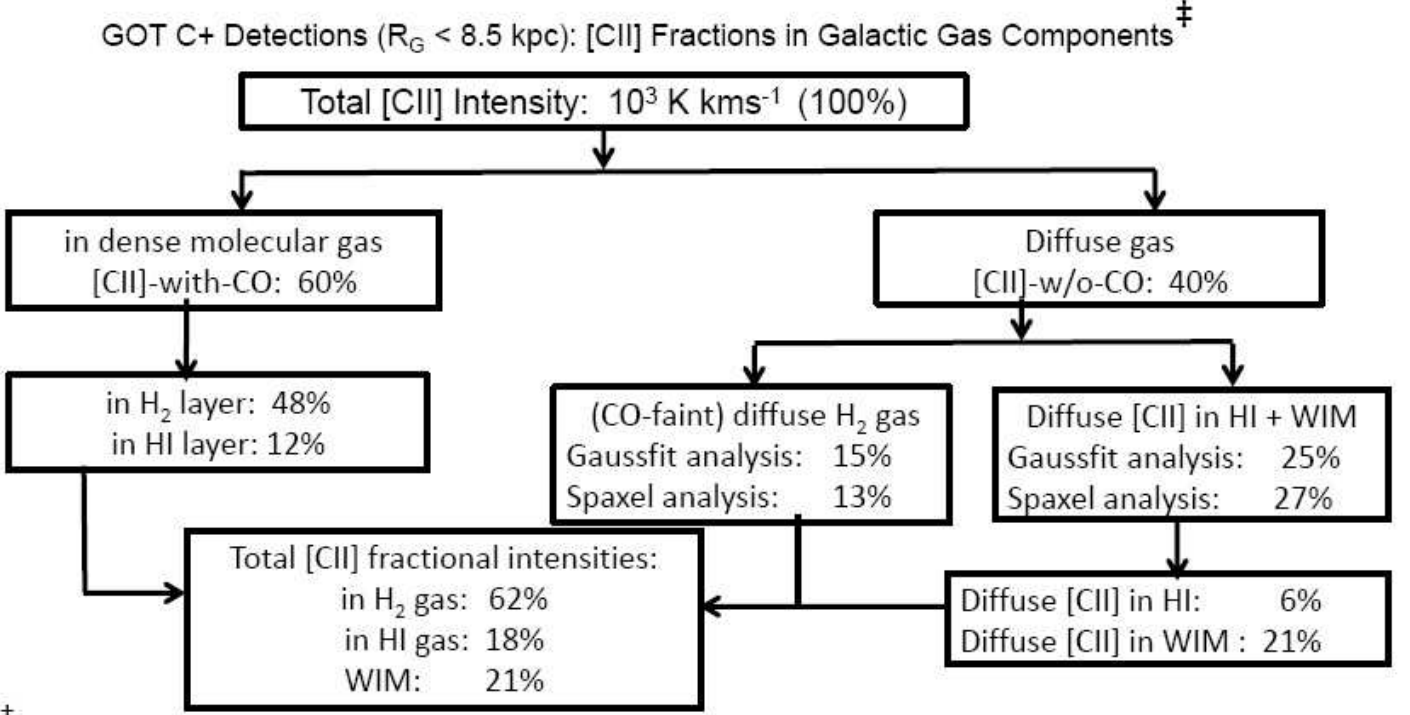 GOT C+ Detections (R_G < 8.5 kpc): [CII] Fractions in Galactic Gas Components‡
Total [CII] Intensity: 10³ K kms⁻¹ (100%)
in dense molecular gas
[CII]-with-CO: 60%
Diffuse gas
[CII]-w/o-CO: 40%
in H₂ layer: 48%
in HI layer: 12%
(CO-faint) diffuse H₂ gas
Gaussfit analysis: 15%
Spaxel analysis: 13%
Diffuse [CII] in HI + WIM
Gaussfit analysis: 25%
Spaxel analysis: 27%
Total [CII] fractional intensities:
in H₂ gas: 62%
in HI gas: 18%
WIM: 21%
Diffuse [CII] in HI: 6%
Diffuse [CII] in WIM : 21%